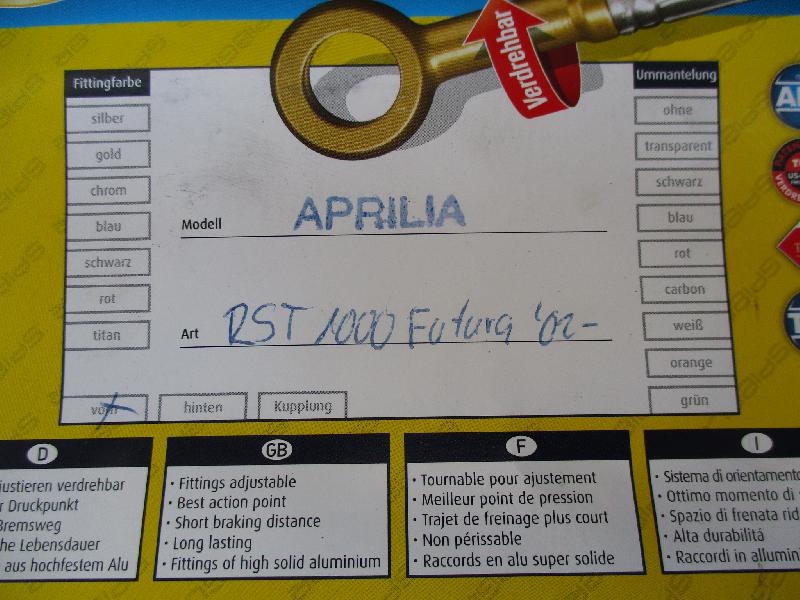 Verdrehbar
Fittingfarbe
silber
gold
chrom
blau
schwarz
rot
titan
Ummantelung
ohne
transparent
schwarz
blau
rot
carbon
weiß
orange
grün
Modell APRILIA
Art RST 1000 Futura '02-
vorn
hinten
Kupplung
D
justieren verdrehbar
r Druckpunkt
Bremsweg
he Lebensdauer
aus hochfestem Alu
GB
· Fittings adjustable
· Best action point
· Short braking distance
· Long lasting
· Fittings of high solid aluminium
F
· Tournable pour ajustement
· Meilleur point de pression
· Trajet de freinage plus court
· Non périssable
· Raccords en alu super solide
I
· Sistema di orientamento
· Ottimo momento di
· Spazio di frenata rid
· Alta durabilitá
· Raccordi in allumin